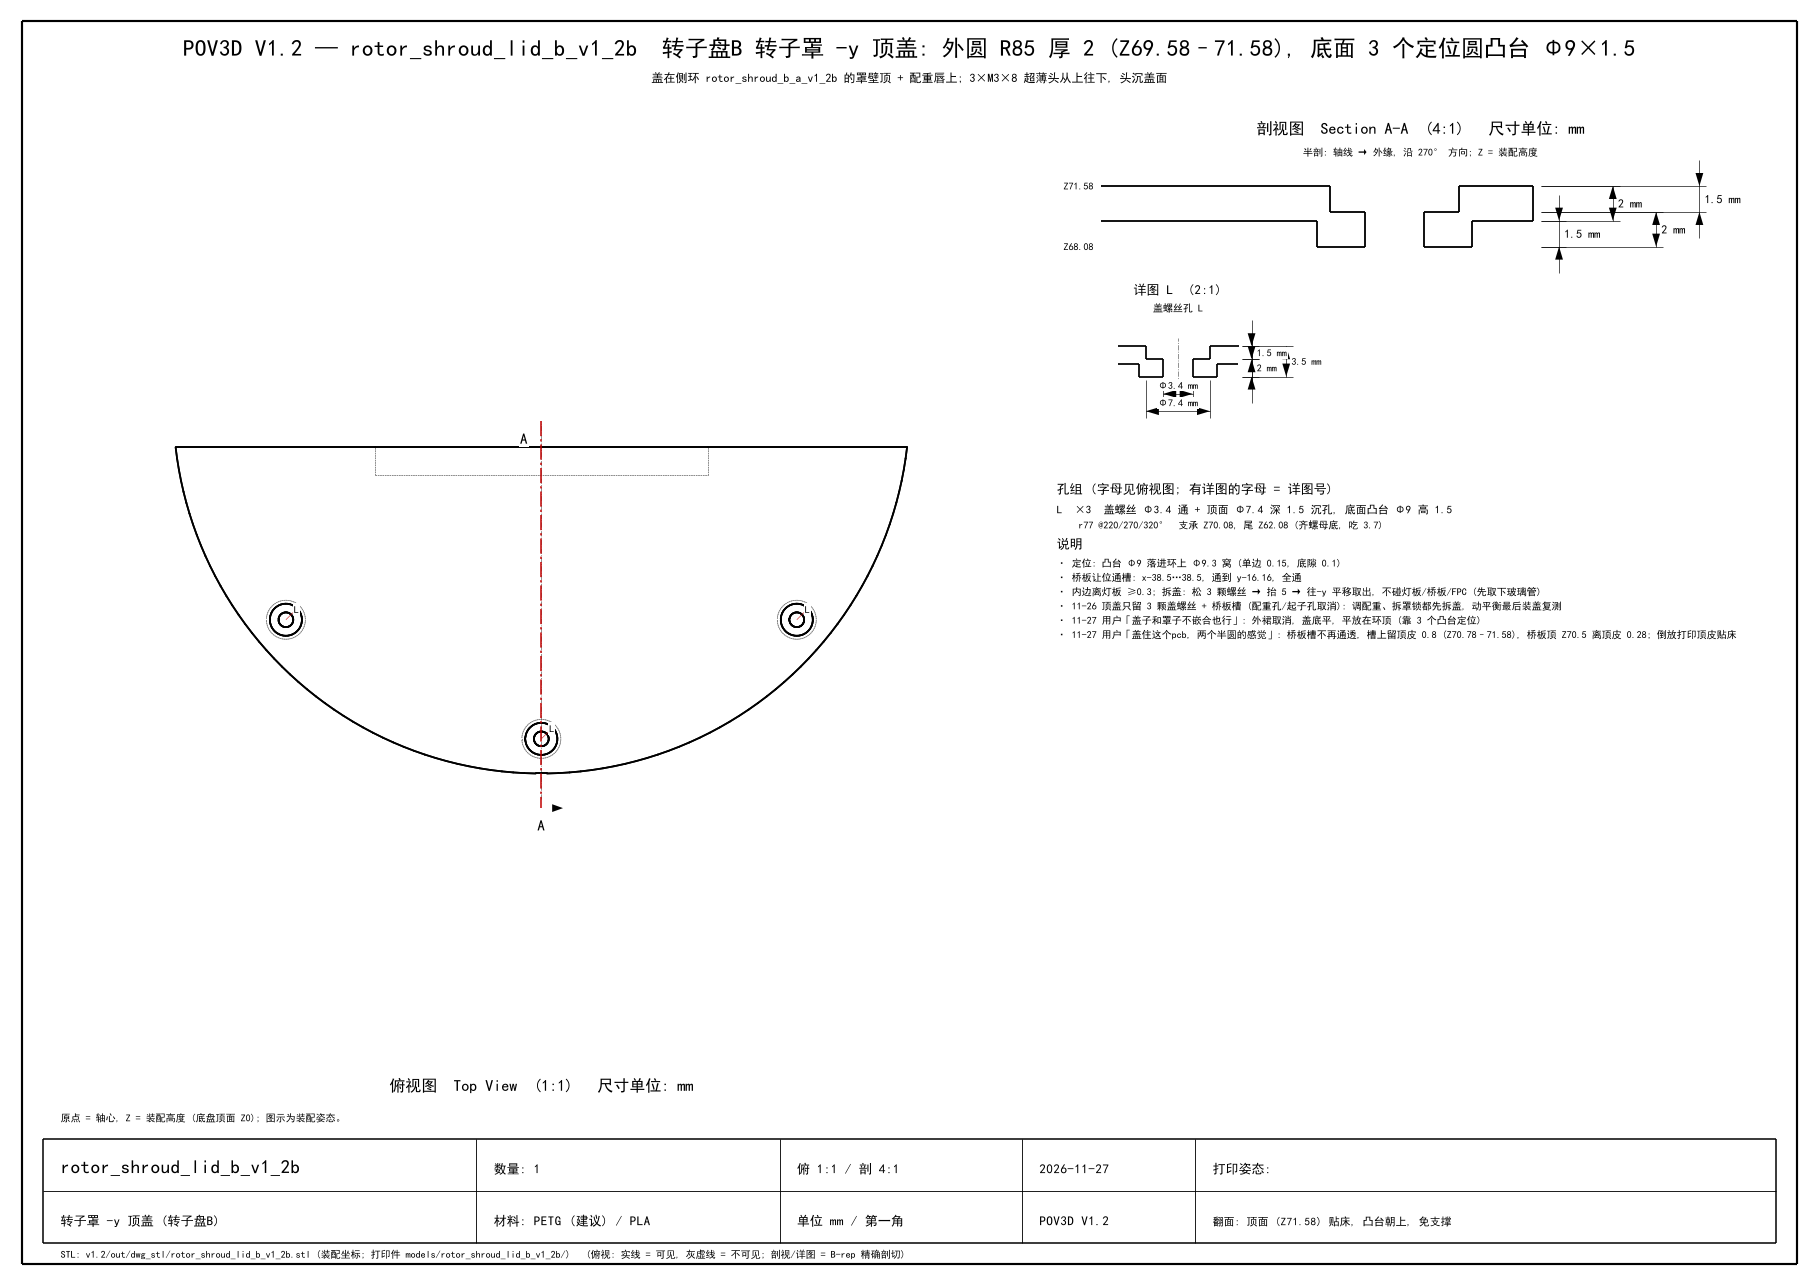 POV3D V1.2 — rotor_shroud_lid_b_v1_2b 转子盘B 转子罩 -y 顶盖: 外圆 R85 厚 2 (Z69.58–71.58), 底面 3 个定位圆凸台 Φ9×1.5
盖在侧环 rotor_shroud_b_a_v1_2b 的罩壁顶 + 配重唇上; 3×M3×8 超薄头从上往下, 头沉盖面
剖视图 Section A-A (4:1) 尺寸单位: mm
半剖: 轴线 → 外缘, 沿 270° 方向; Z = 装配高度
Z71.58
2 mm
1.5 mm
1.5 mm
2 mm
Z68.08
详图 L (2:1)
盖螺丝孔 L
1.5 mm
3.5 mm
2 mm
Φ3.4 mm
Φ7.4 mm
A
L
L
L
A
孔组 (字母见俯视图; 有详图的字母 = 详图号)
L ×3 盖螺丝 Φ3.4 通 + 顶面 Φ7.4 深 1.5 沉孔, 底面凸台 Φ9 高 1.5
r77 @220/270/320° 支承 Z70.08, 尾 Z62.08 (齐螺母底, 吃 3.7)
说明
· 定位: 凸台 Φ9 落进环上 Φ9.3 窝 (单边 0.15, 底隙 0.1)
· 桥板让位通槽: x-38.5…38.5, 通到 y-16.16, 全通
· 内边离灯板 ≥0.3; 拆盖: 松 3 颗螺丝 → 抬 5 → 往-y 平移取出, 不碰灯板/桥板/FPC (先取下玻璃管)
· 11-26 顶盖只留 3 颗盖螺丝 + 桥板槽 (配重孔/起子孔取消): 调配重、拆罩锁都先拆盖, 动平衡最后装盖复测
· 11-27 用户「盖子和罩子不嵌合也行」: 外裙取消, 盖底平, 平放在环顶 (靠 3 个凸台定位)
· 11-27 用户「盖住这个pcb, 两个半圆的感觉」: 桥板槽不再通透, 槽上留顶皮 0.8 (Z70.78–71.58), 桥板顶 Z70.5 离顶皮 0.28; 倒放打印顶皮贴床
俯视图 Top View (1:1) 尺寸单位: mm
原点 = 轴心, Z = 装配高度 (底盘顶面 Z0); 图示为装配姿态。
rotor_shroud_lid_b_v1_2b
数量: 1
俯 1:1 / 剖 4:1
2026-11-27
打印姿态:
转子罩 -y 顶盖 (转子盘B)
材料: PETG (建议) / PLA
单位 mm / 第一角
POV3D V1.2
翻面: 顶面 (Z71.58) 贴床, 凸台朝上, 免支撑
STL: v1.2/out/dwg_stl/rotor_shroud_lid_b_v1_2b.stl (装配坐标; 打印件 models/rotor_shroud_lid_b_v1_2b/) (俯视: 实线 = 可见, 灰虚线 = 不可见; 剖视/详图 = B-rep 精确剖切)